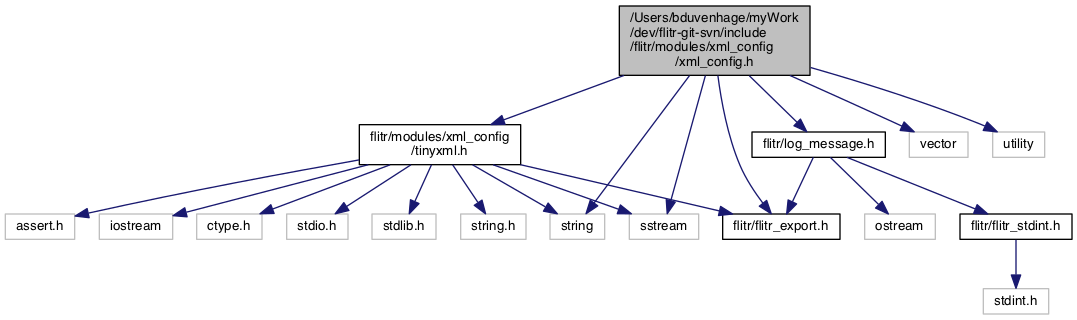 /Users/bduvenhage/myWork
/dev/flitr-git-svn/include
/flitr/modules/xml_config
/xml_config.h
flitr/modules/xml_config
/tinyxml.h
flitr/log_message.h
vector
utility
assert.h
iostream
ctype.h
stdio.h
stdlib.h
string.h
string
sstream
flitr/flitr_export.h
ostream
flitr/flitr_stdint.h
stdint.h